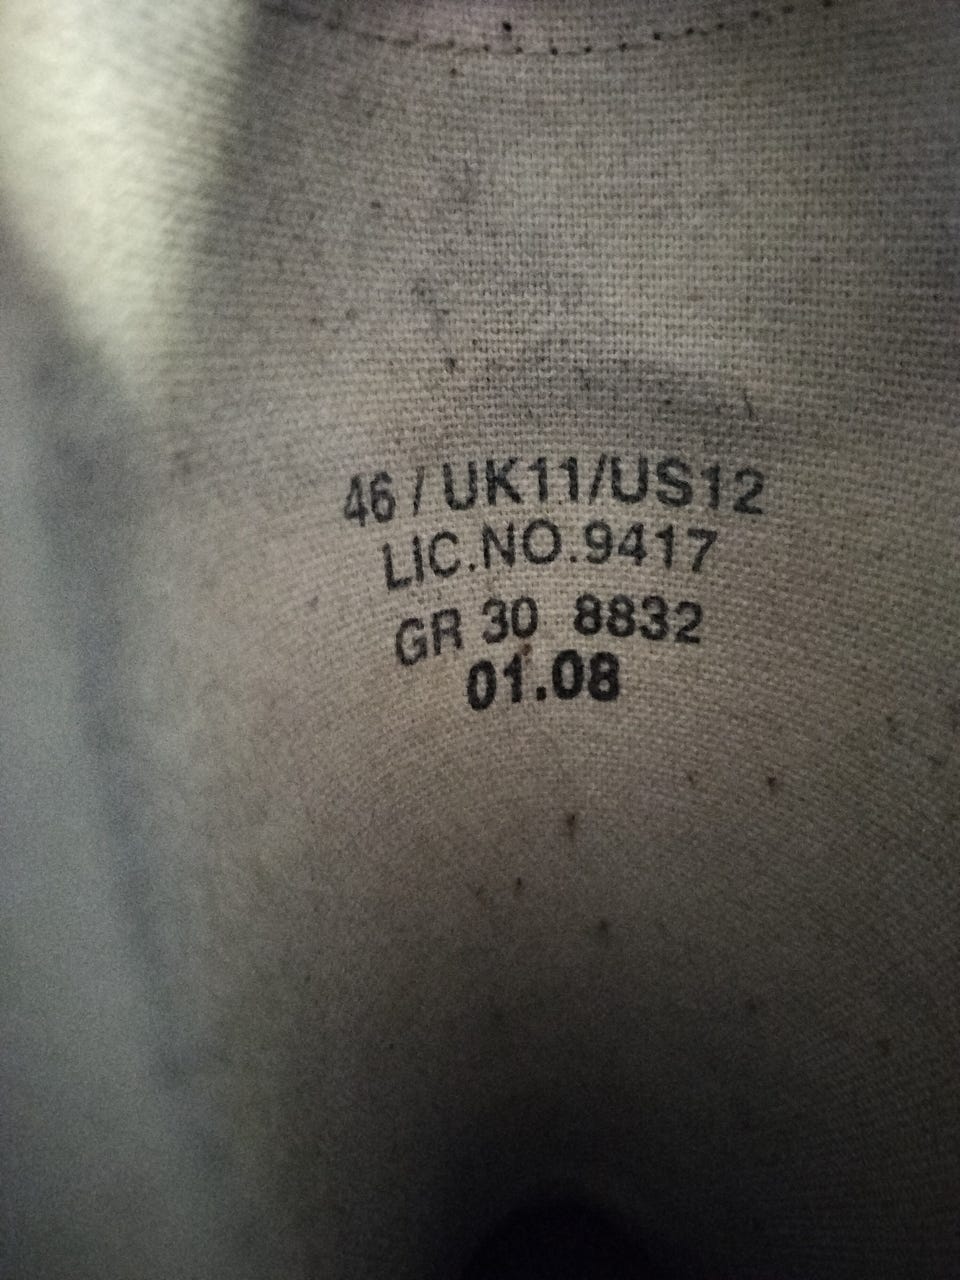 46 / UK11/US12
LIC.NO.9417
GR 30 8832
01.08